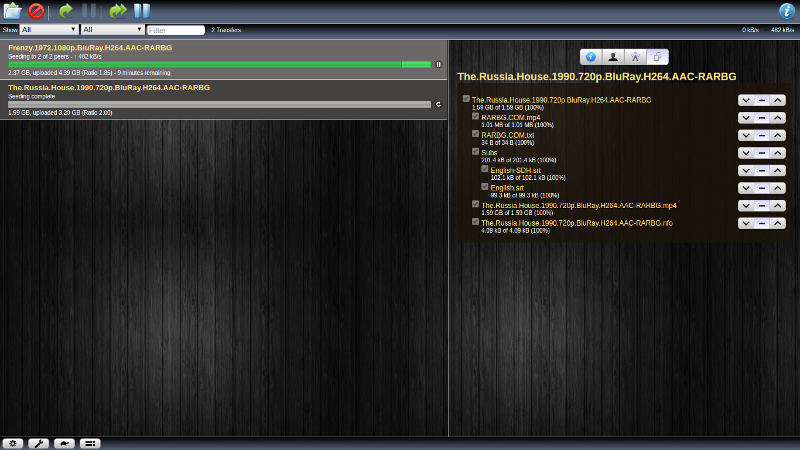 Show All All Filter 2 Transfers 0 kB/s 482 kB/s
Frenzy.1972.1080p.BluRay.H264.AAC-RARBG
Seeding to 2 of 2 peers - ↑ 482 kB/s
2.37 GB, uploaded 4.39 GB (Ratio 1.85) - 9 minutes remaining
The.Russia.House.1990.720p.BluRay.H264.AAC-RARBG
Seeding complete
1.59 GB, uploaded 3.20 GB (Ratio 2.00)
The.Russia.House.1990.720p.BluRay.H264.AAC-RARBG
The.Russia.House.1990.720p.BluRay.H264.AAC-RARBG
1.59 GB of 1.59 GB (100%)
RARBG.COM.mp4
1.01 MB of 1.01 MB (100%)
RARBG.COM.txt
34 B of 34 B (100%)
Subs
201.4 kB of 201.4 kB (100%)
English-SDH.srt
102.1 kB of 102.1 kB (100%)
English.srt
99.3 kB of 99.3 kB (100%)
The.Russia.House.1990.720p.BluRay.H264.AAC-RARBG.mp4
1.59 GB of 1.59 GB (100%)
The.Russia.House.1990.720p.BluRay.H264.AAC-RARBG.nfo
4.09 kB of 4.09 kB (100%)